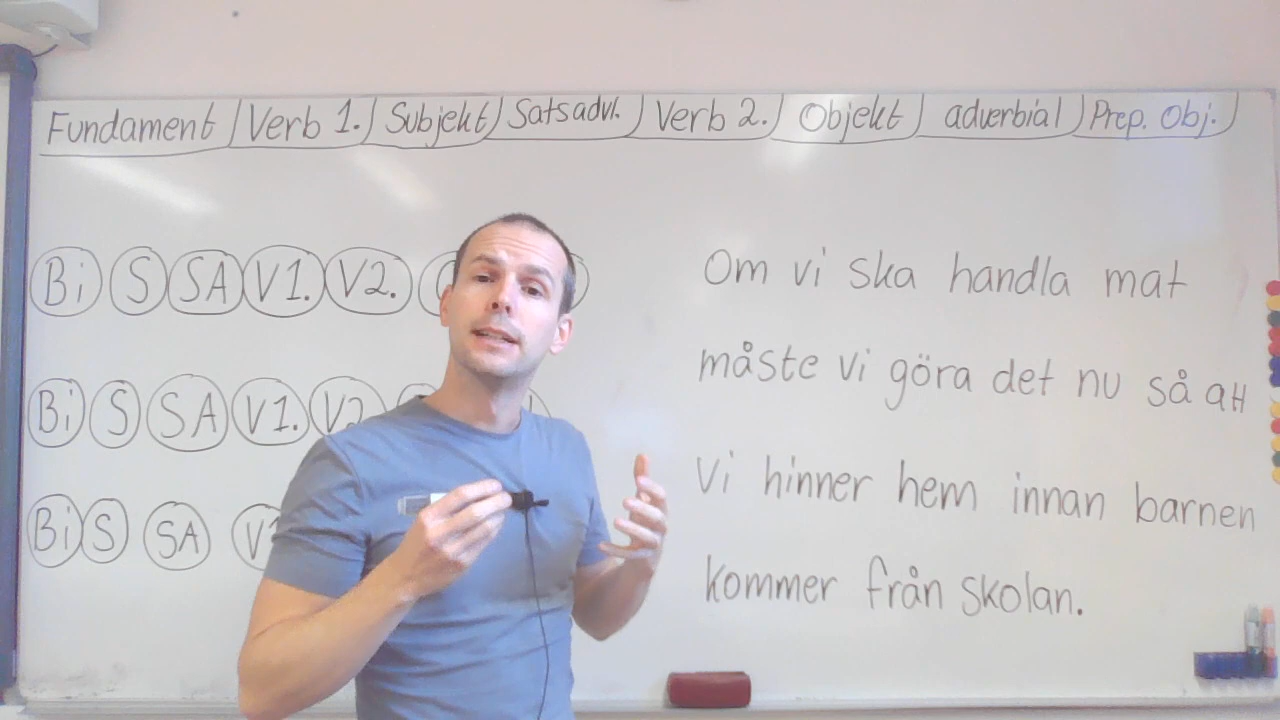 Fundament Verb 1. Subjekt Satsadvl. Verb 2. Objekt adverbial Prep. Obj.
Bi S SA V1. V2.
Bi S SA V1. V2
Bi S SA V1
Om vi ska handla mat
måste vi göra det nu så att
vi hinner hem innan barnen
kommer från skolan.